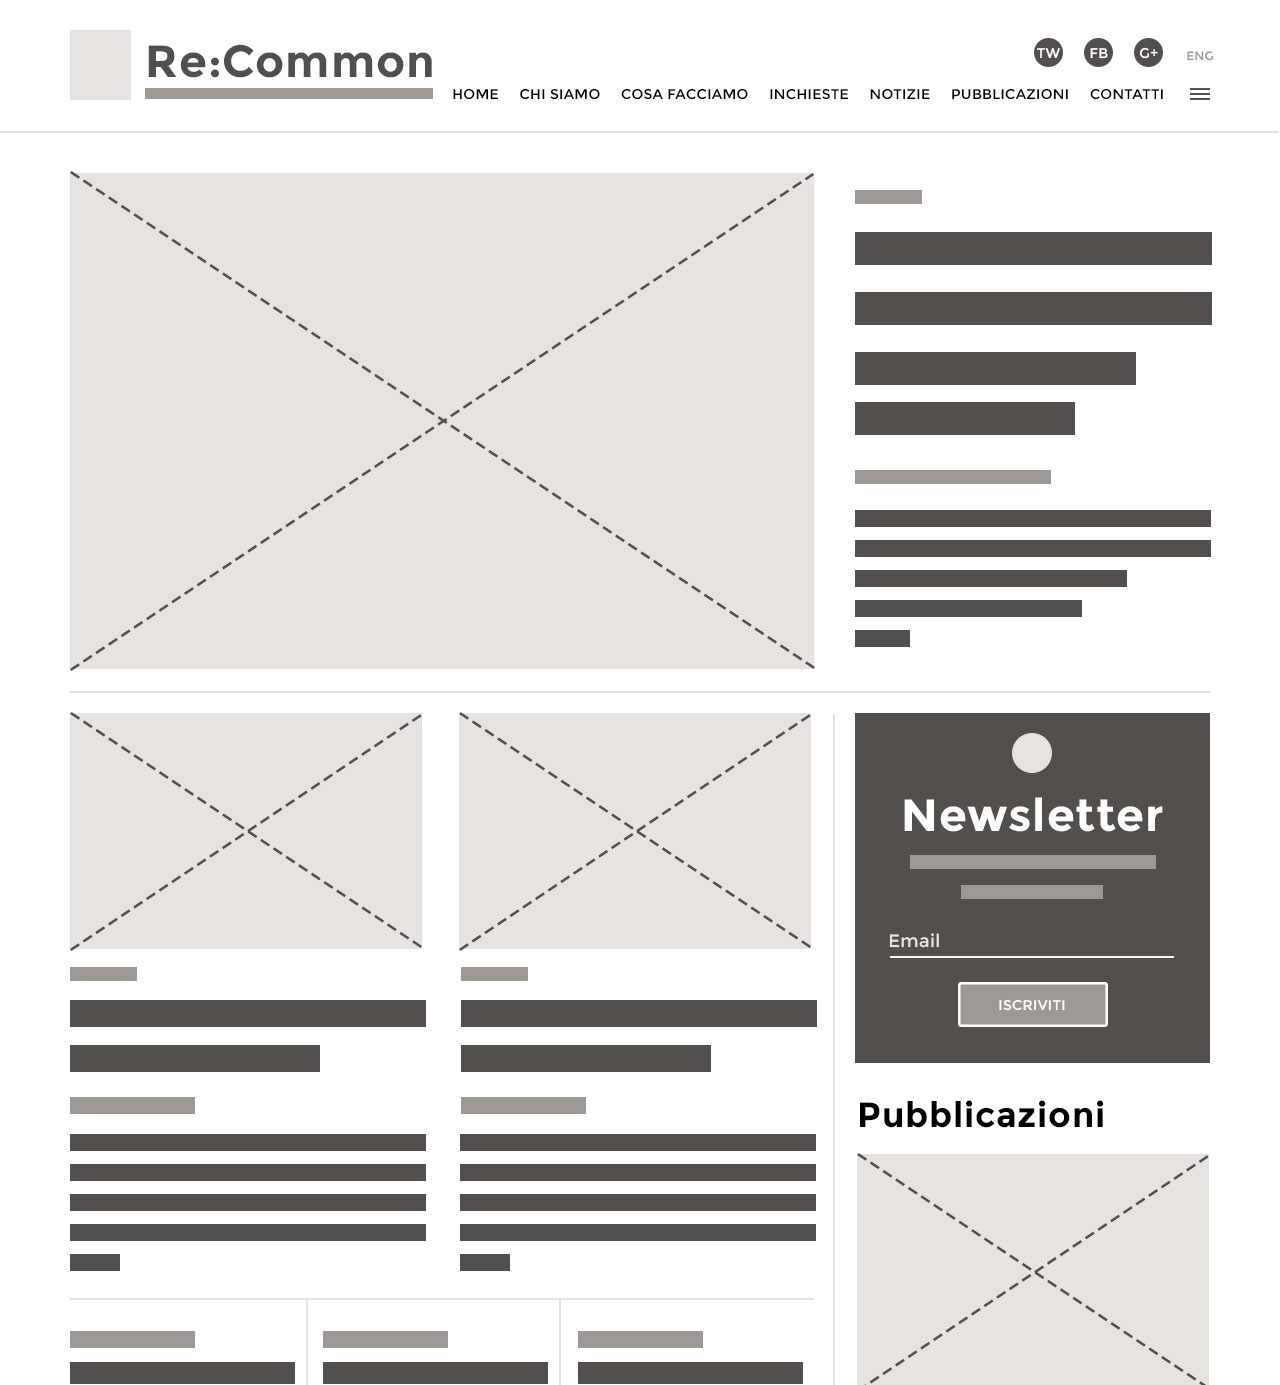 Re:Common
TW FB G+ ENG
HOME CHI SIAMO COSA FACCIAMO INCHIESTE NOTIZIE PUBBLICAZIONI CONTATTI
Newsletter
Email
ISCRIVITI
Pubblicazioni